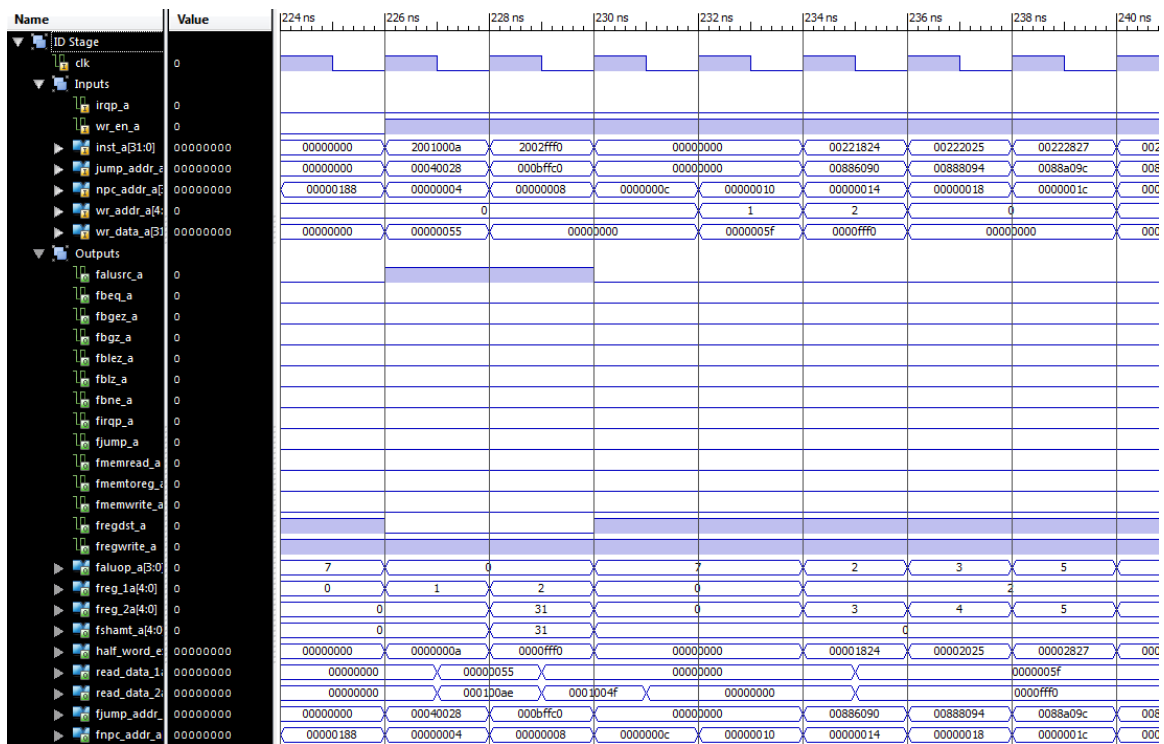 Name Value 224 ns 226 ns 228 ns 230 ns 232 ns 234 ns 236 ns 238 ns 240 ns
ID Stage
clk 0
Inputs
irqp_a 0
wr_en_a 0
inst_a[31:0] 00000000 00000000 2001000a 2002fff0 00000000 00221824 00222025 00222827 002
jump_addr_a 00000000 00000000 00040028 000bffc0 00000000 00886090 00888094 0088a09c 008
npc_addr_a[ 00000000 00000188 00000004 00000008 0000000c 00000010 00000014 00000018 0000001c 000
wr_addr_a[4: 0 0 1 2 0
wr_data_a[31 00000000 00000000 00000055 00000000 0000005f 0000fff0 00000000 000
Outputs
falusrc_a 0
fbeq_a 0
fbgez_a 0
fbgz_a 0
fblez_a 0
fblz_a 0
fbne_a 0
firqp_a 0
fjump_a 0
fmemread_a 0
fmemtoreg_a 0
fmemwrite_a 0
fregdst_a 0
fregwrite_a 0
faluop_a[3:0] 0 7 0 7 2 3 5
freg_1a[4:0] 0 0 1 2 0 2
freg_2a[4:0] 0 0 31 0 3 4 5
fshamt_a[4:0 0 0 31 0
half_word_e 00000000 00000000 0000000a 0000fff0 00000000 00001824 00002025 00002827 000
read_data_1 00000000 00000000 00000055 00000000 0000005f
read_data_2 00000000 00000000 000100ae 0001004f 00000000 0000fff0
fjump_addr_ 00000000 00000000 00040028 000bffc0 00000000 00886090 00888094 0088a09c 008
fnpc_addr_a 00000000 00000188 00000004 00000008 0000000c 00000010 00000014 00000018 0000001c 000